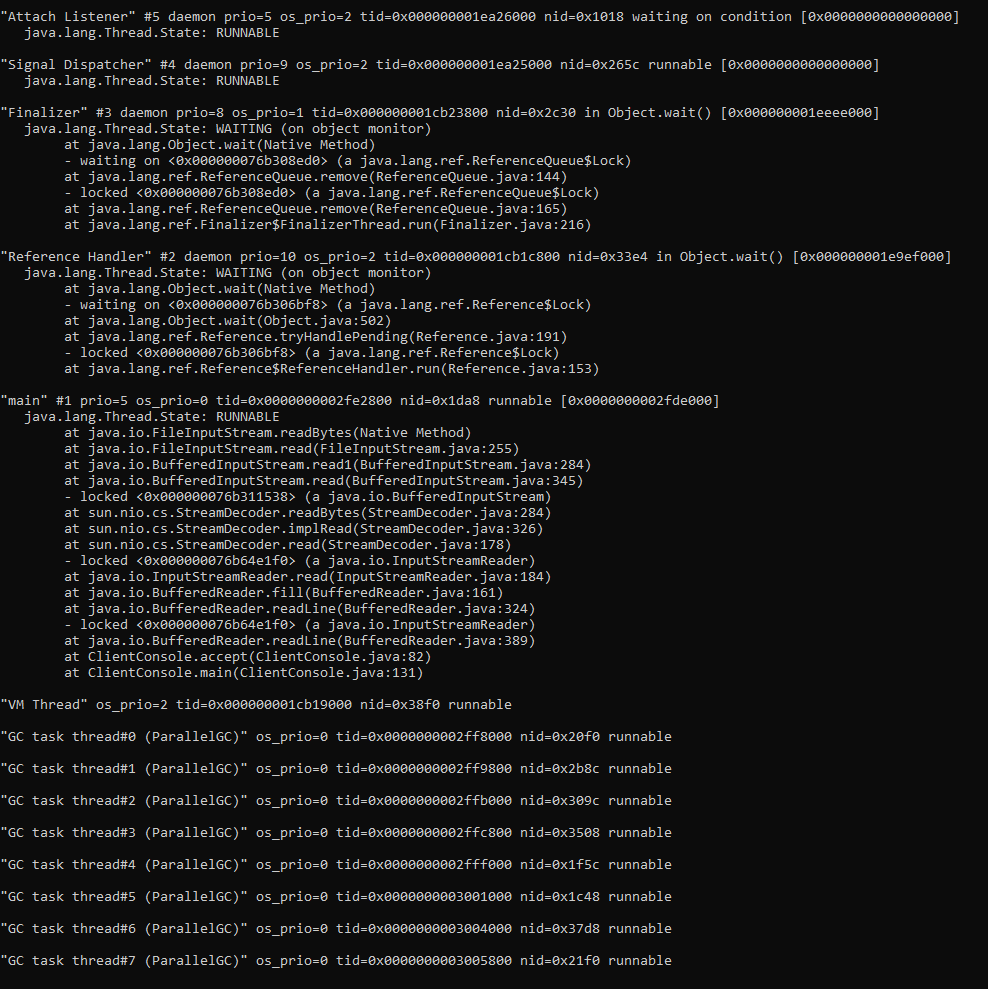 "Attach Listener" #5 daemon prio=5 os_prio=2 tid=0x000000001ea26000 nid=0x1018 waiting on condition [0x0000000000000000]
   java.lang.Thread.State: RUNNABLE

"Signal Dispatcher" #4 daemon prio=9 os_prio=2 tid=0x000000001ea25000 nid=0x265c runnable [0x0000000000000000]
   java.lang.Thread.State: RUNNABLE

"Finalizer" #3 daemon prio=8 os_prio=1 tid=0x000000001cb23800 nid=0x2c30 in Object.wait() [0x000000001eeee000]
   java.lang.Thread.State: WAITING (on object monitor)
        at java.lang.Object.wait(Native Method)
        - waiting on <0x000000076b308ed0> (a java.lang.ref.ReferenceQueue$Lock)
        at java.lang.ref.ReferenceQueue.remove(ReferenceQueue.java:144)
        - locked <0x000000076b308ed0> (a java.lang.ref.ReferenceQueue$Lock)
        at java.lang.ref.ReferenceQueue.remove(ReferenceQueue.java:165)
        at java.lang.ref.Finalizer$FinalizerThread.run(Finalizer.java:216)

"Reference Handler" #2 daemon prio=10 os_prio=2 tid=0x000000001cb1c800 nid=0x33e4 in Object.wait() [0x000000001e9ef000]
   java.lang.Thread.State: WAITING (on object monitor)
        at java.lang.Object.wait(Native Method)
        - waiting on <0x000000076b306bf8> (a java.lang.ref.Reference$Lock)
        at java.lang.Object.wait(Object.java:502)
        at java.lang.ref.Reference.tryHandlePending(Reference.java:191)
        - locked <0x000000076b306bf8> (a java.lang.ref.Reference$Lock)
        at java.lang.ref.Reference$ReferenceHandler.run(Reference.java:153)

"main" #1 prio=5 os_prio=0 tid=0x0000000002fe2800 nid=0x1da8 runnable [0x0000000002fde000]
   java.lang.Thread.State: RUNNABLE
        at java.io.FileInputStream.readBytes(Native Method)
        at java.io.FileInputStream.read(FileInputStream.java:255)
        at java.io.BufferedInputStream.read1(BufferedInputStream.java:284)
        at java.io.BufferedInputStream.read(BufferedInputStream.java:345)
        - locked <0x000000076b311538> (a java.io.BufferedInputStream)
        at sun.nio.cs.StreamDecoder.readBytes(StreamDecoder.java:284)
        at sun.nio.cs.StreamDecoder.implRead(StreamDecoder.java:326)
        at sun.nio.cs.StreamDecoder.read(StreamDecoder.java:178)
        - locked <0x000000076b64e1f0> (a java.io.InputStreamReader)
        at java.io.InputStreamReader.read(InputStreamReader.java:184)
        at java.io.BufferedReader.fill(BufferedReader.java:161)
        at java.io.BufferedReader.readLine(BufferedReader.java:324)
        - locked <0x000000076b64e1f0> (a java.io.InputStreamReader)
        at java.io.BufferedReader.readLine(BufferedReader.java:389)
        at ClientConsole.accept(ClientConsole.java:82)
        at ClientConsole.main(ClientConsole.java:131)

"VM Thread" os_prio=2 tid=0x000000001cb19000 nid=0x38f0 runnable

"GC task thread#0 (ParallelGC)" os_prio=0 tid=0x0000000002ff8000 nid=0x20f0 runnable

"GC task thread#1 (ParallelGC)" os_prio=0 tid=0x0000000002ff9800 nid=0x2b8c runnable

"GC task thread#2 (ParallelGC)" os_prio=0 tid=0x0000000002ffb000 nid=0x309c runnable

"GC task thread#3 (ParallelGC)" os_prio=0 tid=0x0000000002ffc800 nid=0x3508 runnable

"GC task thread#4 (ParallelGC)" os_prio=0 tid=0x0000000002fff000 nid=0x1f5c runnable

"GC task thread#5 (ParallelGC)" os_prio=0 tid=0x0000000003001000 nid=0x1c48 runnable

"GC task thread#6 (ParallelGC)" os_prio=0 tid=0x0000000003004000 nid=0x37d8 runnable

"GC task thread#7 (ParallelGC)" os_prio=0 tid=0x0000000003005800 nid=0x21f0 runnable